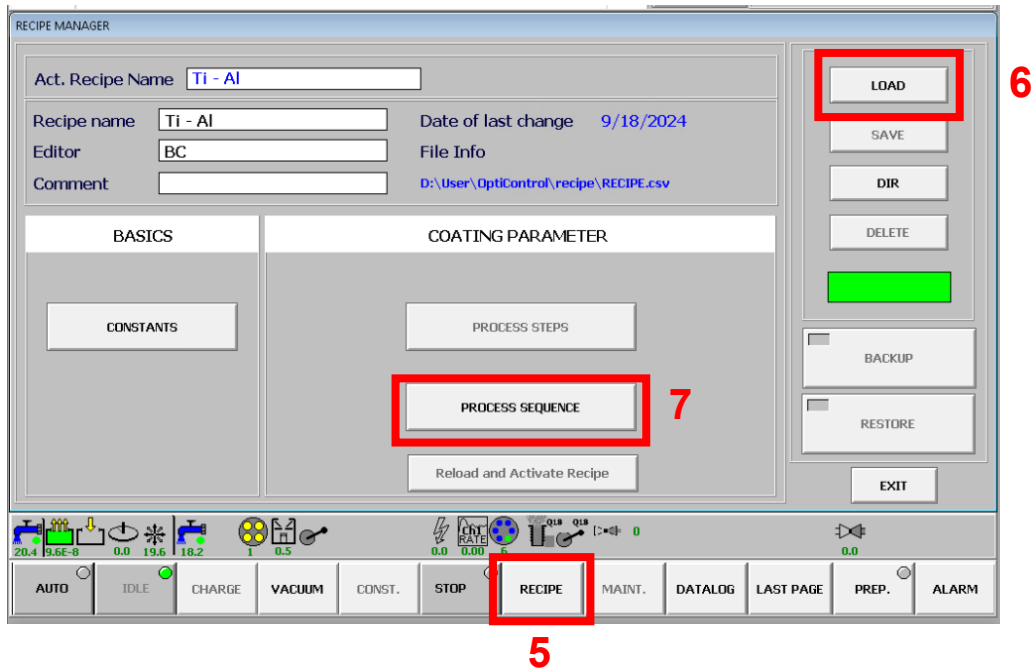 RECIPE MANAGER
Act. Recipe Name Ti - Al
LOAD
6
Recipe name Ti - Al
Date of last change 9/18/2024
SAVE
Editor BC
File Info
Comment
D:\User\OptiControl\recipe\RECIPE.csv
DIR
BASICS
COATING PARAMETER
DELETE
CONSTANTS
PROCESS STEPS
BACKUP
PROCESS SEQUENCE
7
RESTORE
Reload and Activate Recipe
EXIT
20.4 9.6E-8 0.0 19.6 18.2 1 0.5 0.0 RATE 0.00 6 Q18 Q18 0 0.0
AUTO IDLE CHARGE VACUUM CONST. STOP RECIPE MAINT. DATALOG LAST PAGE PREP. ALARM
5